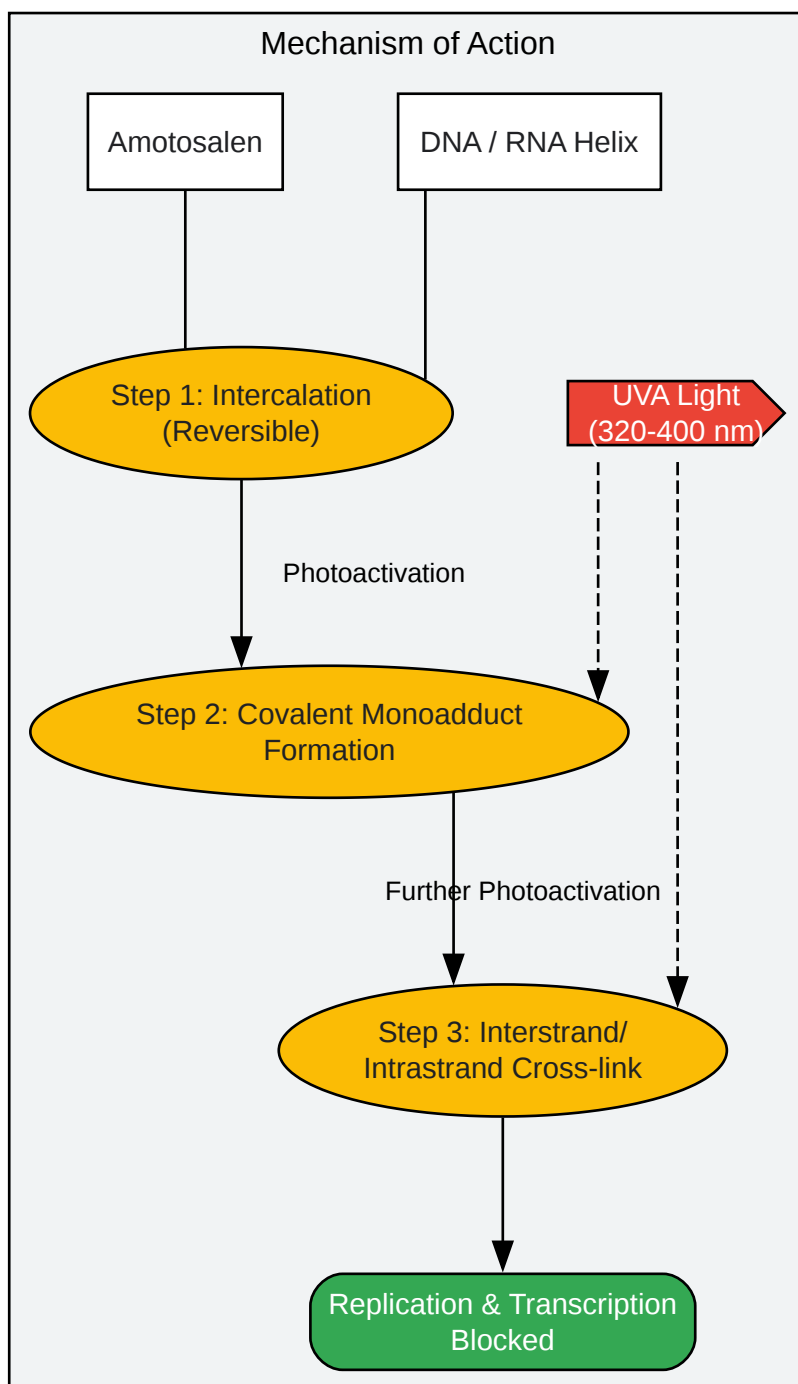 Mechanism of Action
Amotosalen
DNA / RNA Helix
Step 1: Intercalation
(Reversible)
UVA Light
(320-400 nm)
Photoactivation
Step 2: Covalent Monoadduct
Formation
Further Photoactivation
Step 3: Interstrand/
Intrastrand Cross-link
Replication & Transcription
Blocked